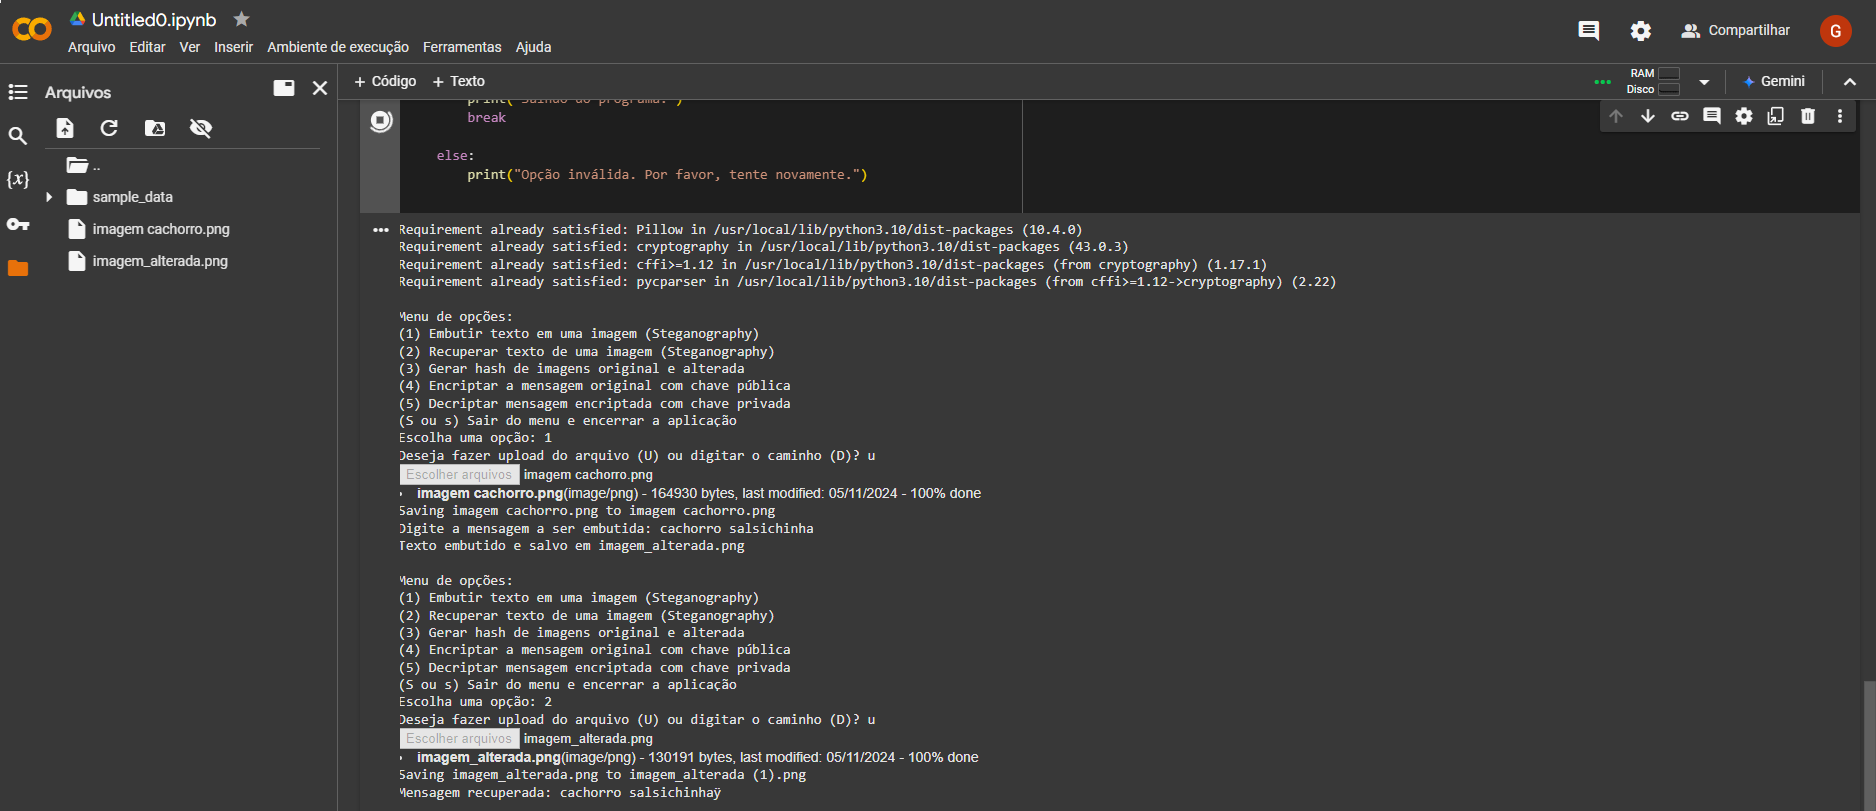 Untitled0.ipynb
Arquivo Editar Ver Inserir Ambiente de execução Ferramentas Ajuda
Compartilhar
G
Arquivos
+ Código + Texto
RAM
Disco
Gemini
..
sample_data
imagem cachorro.png
imagem_alterada.png
{x}
print("Saindo do programa.")
break
else:
print("Opção inválida. Por favor, tente novamente.")
Requirement already satisfied: Pillow in /usr/local/lib/python3.10/dist-packages (10.4.0)
Requirement already satisfied: cryptography in /usr/local/lib/python3.10/dist-packages (43.0.3)
Requirement already satisfied: cffi>=1.12 in /usr/local/lib/python3.10/dist-packages (from cryptography) (1.17.1)
Requirement already satisfied: pycparser in /usr/local/lib/python3.10/dist-packages (from cffi>=1.12->cryptography) (2.22)
Menu de opções:
(1) Embutir texto em uma imagem (Steganography)
(2) Recuperar texto de uma imagem (Steganography)
(3) Gerar hash de imagens original e alterada
(4) Encriptar a mensagem original com chave pública
(5) Decriptar mensagem encriptada com chave privada
(S ou s) Sair do menu e encerrar a aplicação
Escolha uma opção: 1
Deseja fazer upload do arquivo (U) ou digitar o caminho (D)? u
Escolher arquivos imagem cachorro.png
imagem cachorro.png(image/png) - 164930 bytes, last modified: 05/11/2024 - 100% done
Saving imagem cachorro.png to imagem cachorro.png
Digite a mensagem a ser embutida: cachorro salsichinha
Texto embutido e salvo em imagem_alterada.png
Menu de opções:
(1) Embutir texto em uma imagem (Steganography)
(2) Recuperar texto de uma imagem (Steganography)
(3) Gerar hash de imagens original e alterada
(4) Encriptar a mensagem original com chave pública
(5) Decriptar mensagem encriptada com chave privada
(S ou s) Sair do menu e encerrar a aplicação
Escolha uma opção: 2
Deseja fazer upload do arquivo (U) ou digitar o caminho (D)? u
Escolher arquivos imagem_alterada.png
imagem_alterada.png(image/png) - 130191 bytes, last modified: 05/11/2024 - 100% done
Saving imagem_alterada.png to imagem_alterada (1).png
Mensagem recuperada: cachorro salsichinhaÿ